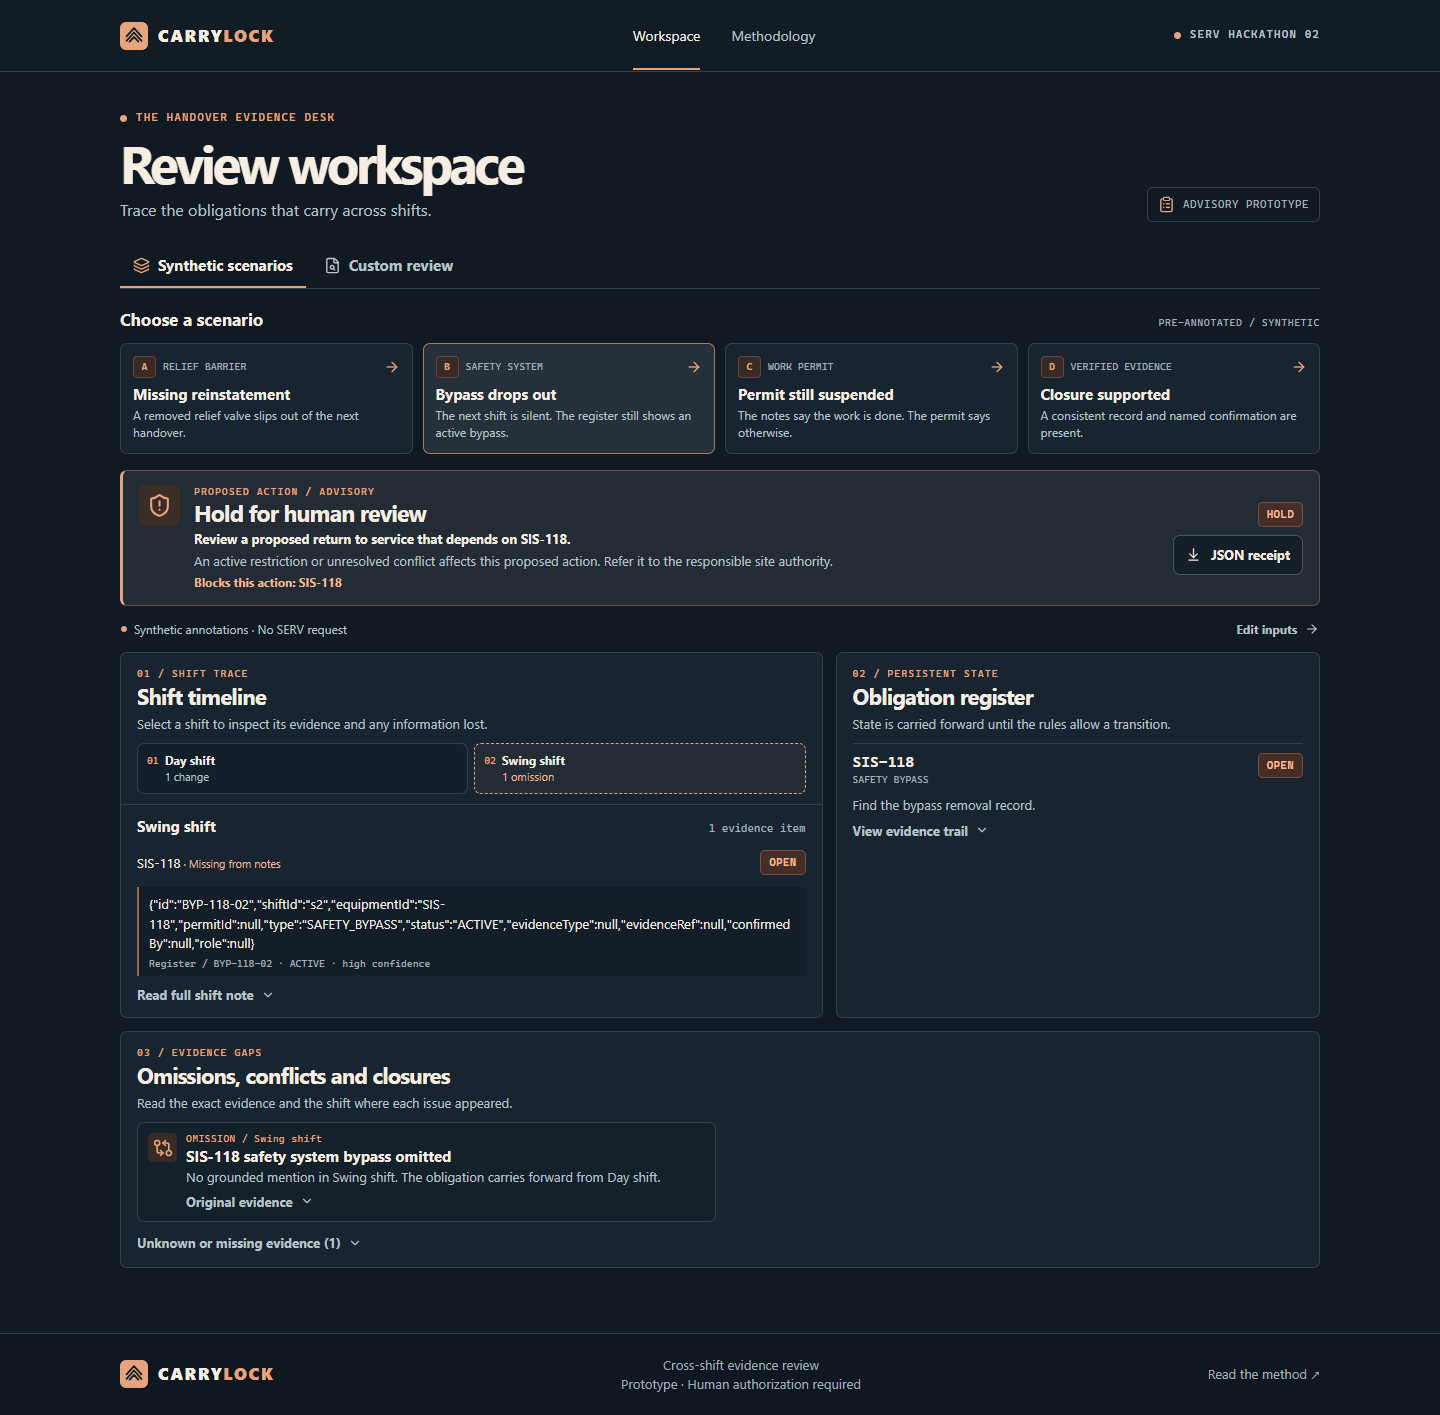 CARRYLOCK
Workspace
Methodology
SERV HACKATHON 02
THE HANDOVER EVIDENCE DESK
Review workspace
Trace the obligations that carry across shifts.
ADVISORY PROTOTYPE
Synthetic scenarios
Custom review
Choose a scenario
PRE-ANNOTATED / SYNTHETIC
A RELIEF BARRIER
Missing reinstatement
A removed relief valve slips out of the next
handover.
B SAFETY SYSTEM
Bypass drops out
The next shift is silent. The register still shows an
active bypass.
C WORK PERMIT
Permit still suspended
The notes say the work is done. The permit says
otherwise.
D VERIFIED EVIDENCE
Closure supported
A consistent record and named confirmation are
present.
PROPOSED ACTION / ADVISORY
Hold for human review
Review a proposed return to service that depends on SIS-118.
An active restriction or unresolved conflict affects this proposed action. Refer it to the responsible site authority.
Blocks this action: SIS-118
HOLD
JSON receipt
Synthetic annotations · No SERV request
Edit inputs
01 / SHIFT TRACE
Shift timeline
Select a shift to inspect its evidence and any information lost.
01 Day shift
1 change
02 Swing shift
1 omission
Swing shift
1 evidence item
SIS-118 · Missing from notes
OPEN
{"id":"BYP-118-02","shiftId":"s2","equipmentId":"SIS-
118","permitId":null,"type":"SAFETY_BYPASS","status":"ACTIVE","evidenceType":null,"evidenceRef":null,"confirmed
By":null,"role":null}
Register / BYP-118-02 · ACTIVE · high confidence
Read full shift note
02 / PERSISTENT STATE
Obligation register
State is carried forward until the rules allow a transition.
SIS-118
SAFETY BYPASS
OPEN
Find the bypass removal record.
View evidence trail
03 / EVIDENCE GAPS
Omissions, conflicts and closures
Read the exact evidence and the shift where each issue appeared.
OMISSION / Swing shift
SIS-118 safety system bypass omitted
No grounded mention in Swing shift. The obligation carries forward from Day shift.
Original evidence
Unknown or missing evidence (1)
CARRYLOCK
Cross-shift evidence review
Prototype · Human authorization required
Read the method ↗